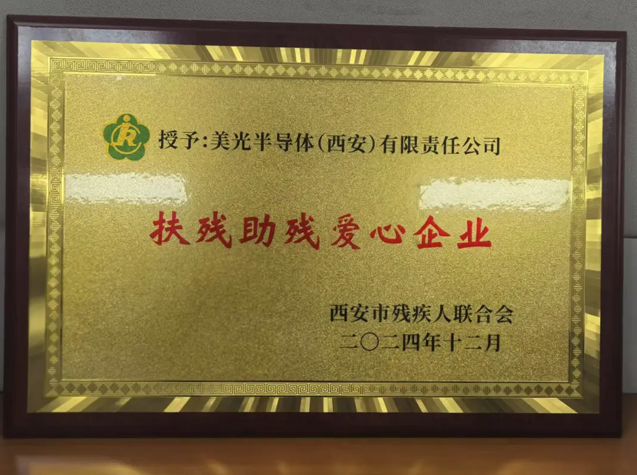 授予:美光半导体(西安)有限责任公司
扶残助残爱心企业
西安市残疾人联合会
二〇二四年十二月